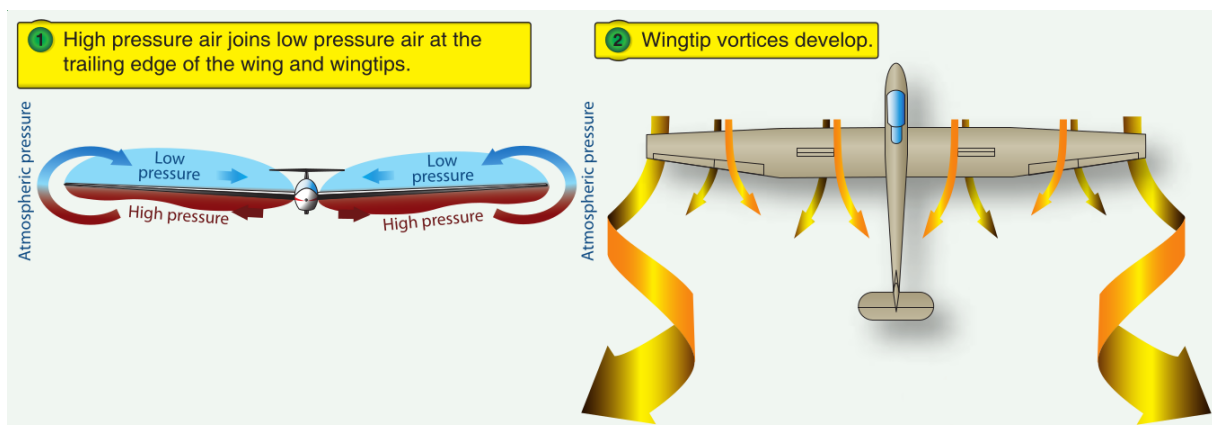 1 High pressure air joins low pressure air at the
trailing edge of the wing and wingtips.
Atmospheric pressure
Low
pressure
Low
pressure
High pressure
High pressure
2 Wingtip vortices develop.
Atmospheric pressure